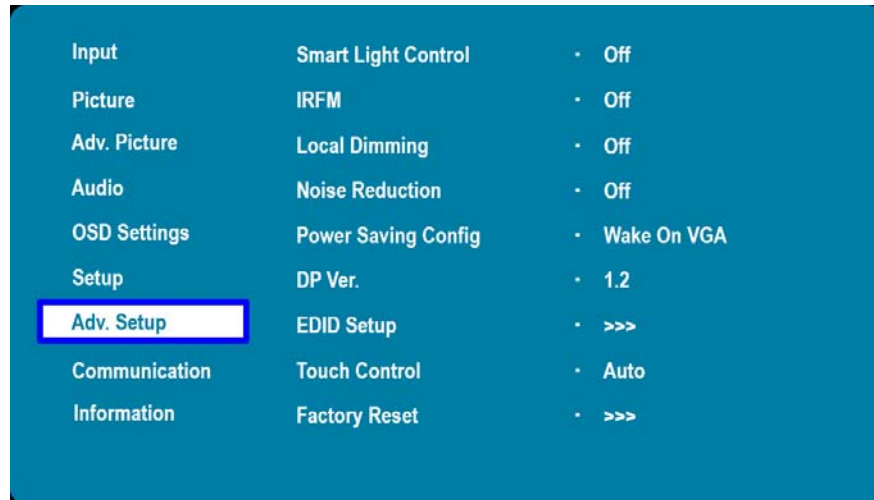 Input Smart Light Control · Off
Picture IRFM · Off
Adv. Picture Local Dimming · Off
Audio Noise Reduction · Off
OSD Settings Power Saving Config · Wake On VGA
Setup DP Ver. · 1.2
Adv. Setup EDID Setup · >>>
Communication Touch Control · Auto
Information Factory Reset · >>>